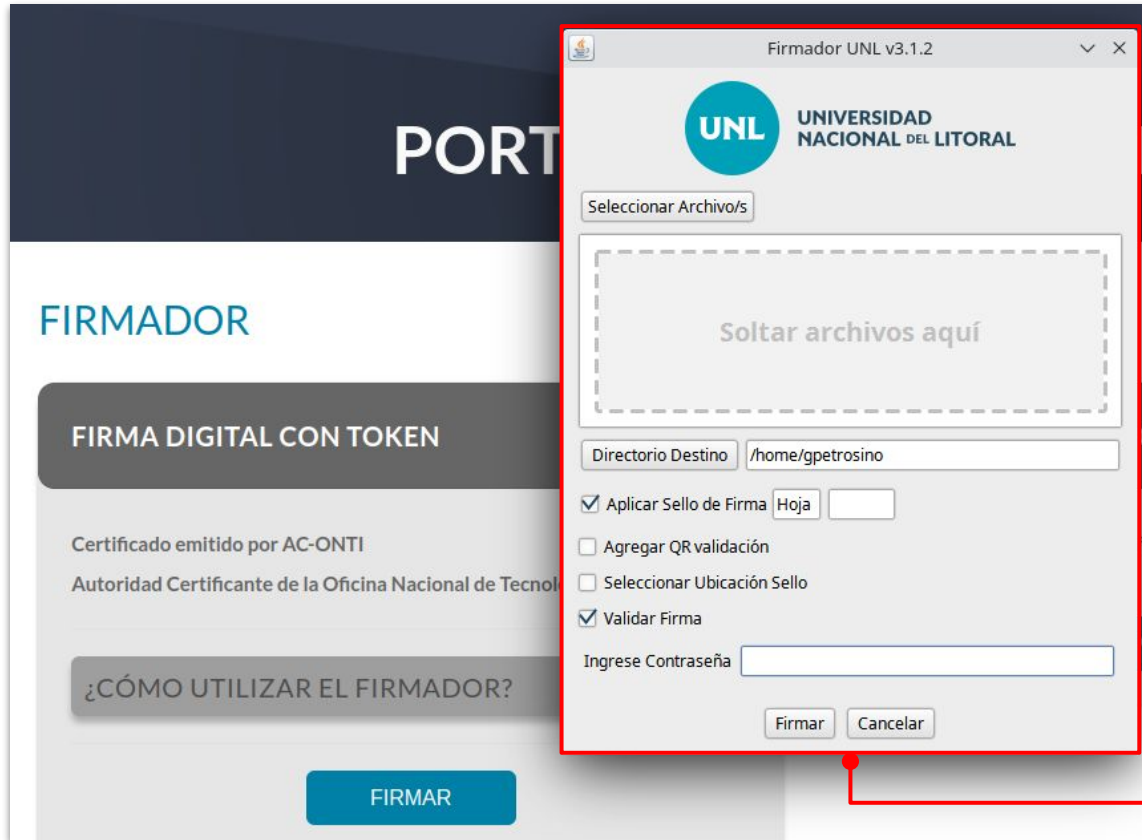 PORT
FIRMADOR
FIRMA DIGITAL CON TOKEN
Certificado emitido por AC-ONTI
Autoridad Certificante de la Oficina Nacional de Tecnol
¿CÓMO UTILIZAR EL FIRMADOR?
FIRMAR
Firmador UNL v3.1.2
UNL
UNIVERSIDAD
NACIONAL DEL LITORAL
Seleccionar Archivo/s
Soltar archivos aquí
Directorio Destino /home/gpetrosino
Aplicar Sello de Firma Hoja
Agregar QR validación
Seleccionar Ubicación Sello
Validar Firma
Ingrese Contraseña
Firmar Cancelar